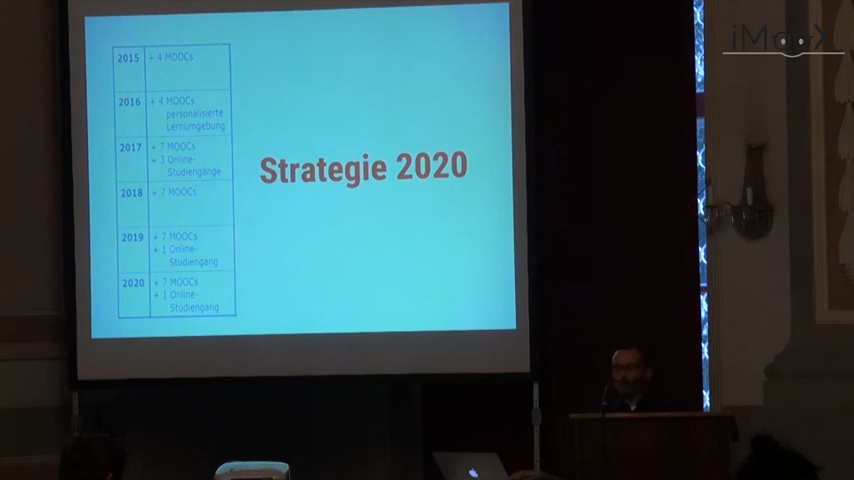 iMooX
2015 + 4 MOOCs
2016 + 4 MOOCs
personalisierte
Lernumgebung
2017 + 7 MOOCs
+ 3 Online-
Studiengänge
2018 + 7 MOOCs
2019 + 7 MOOCs
+ 1 Online-
Studiengang
2020 + 7 MOOCs
+ 1 Online-
Studiengang
Strategie 2020